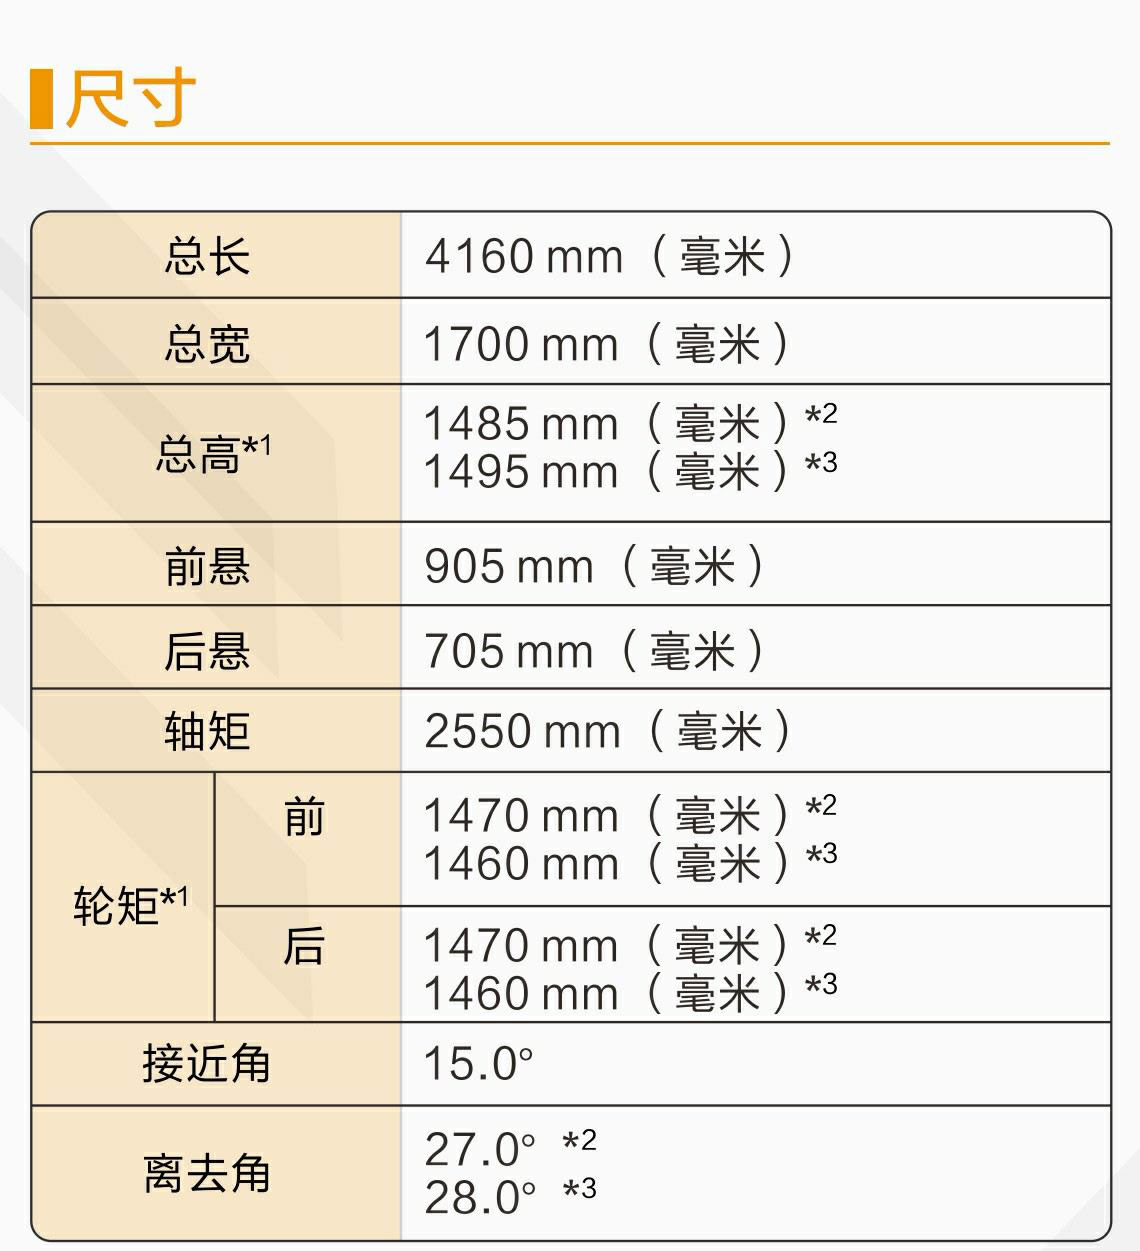 尺寸
总长 4160 mm（毫米）
总宽 1700 mm（毫米）
总高*1 1485 mm（毫米）*2
1495 mm（毫米）*3
前悬 905 mm（毫米）
后悬 705 mm（毫米）
轴矩 2550 mm（毫米）
轮矩*1 前 1470 mm（毫米）*2
1460 mm（毫米）*3
后 1470 mm（毫米）*2
1460 mm（毫米）*3
接近角 15.0°
离去角 27.0° *2
28.0° *3